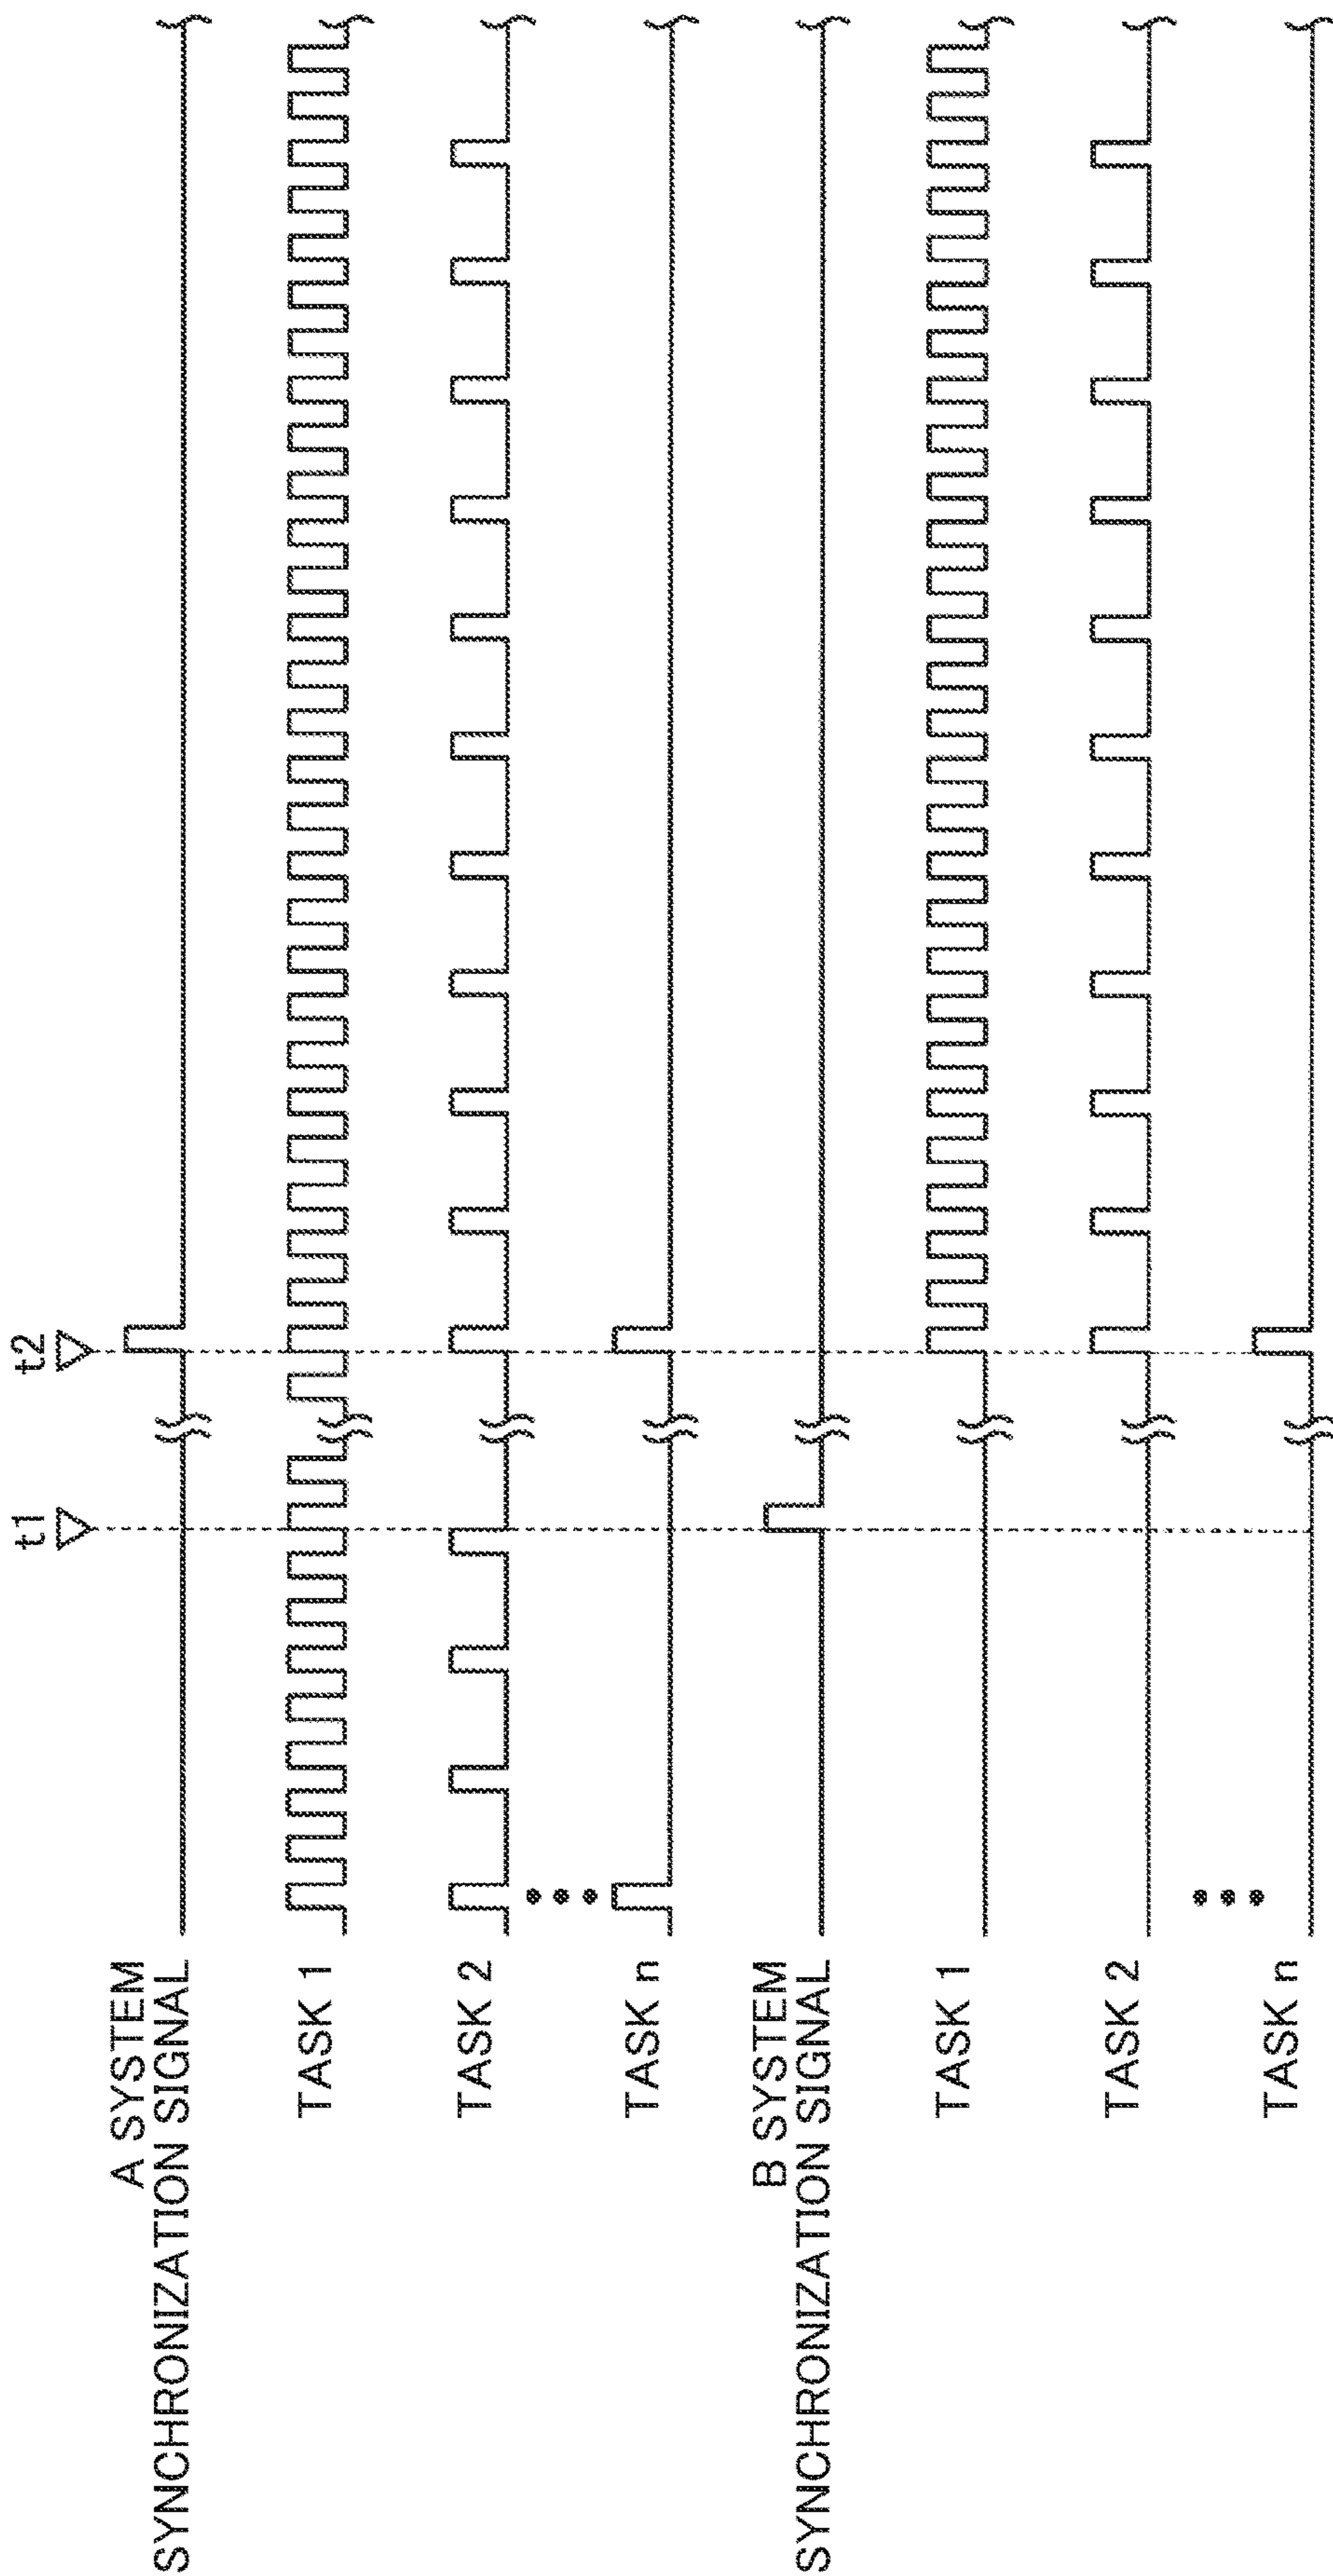 t1
t2
A SYSTEM
SYNCHRONIZATION SIGNAL
TASK 1
TASK 2
TASK n
B SYSTEM
SYNCHRONIZATION SIGNAL
TASK 1
TASK 2
TASK n